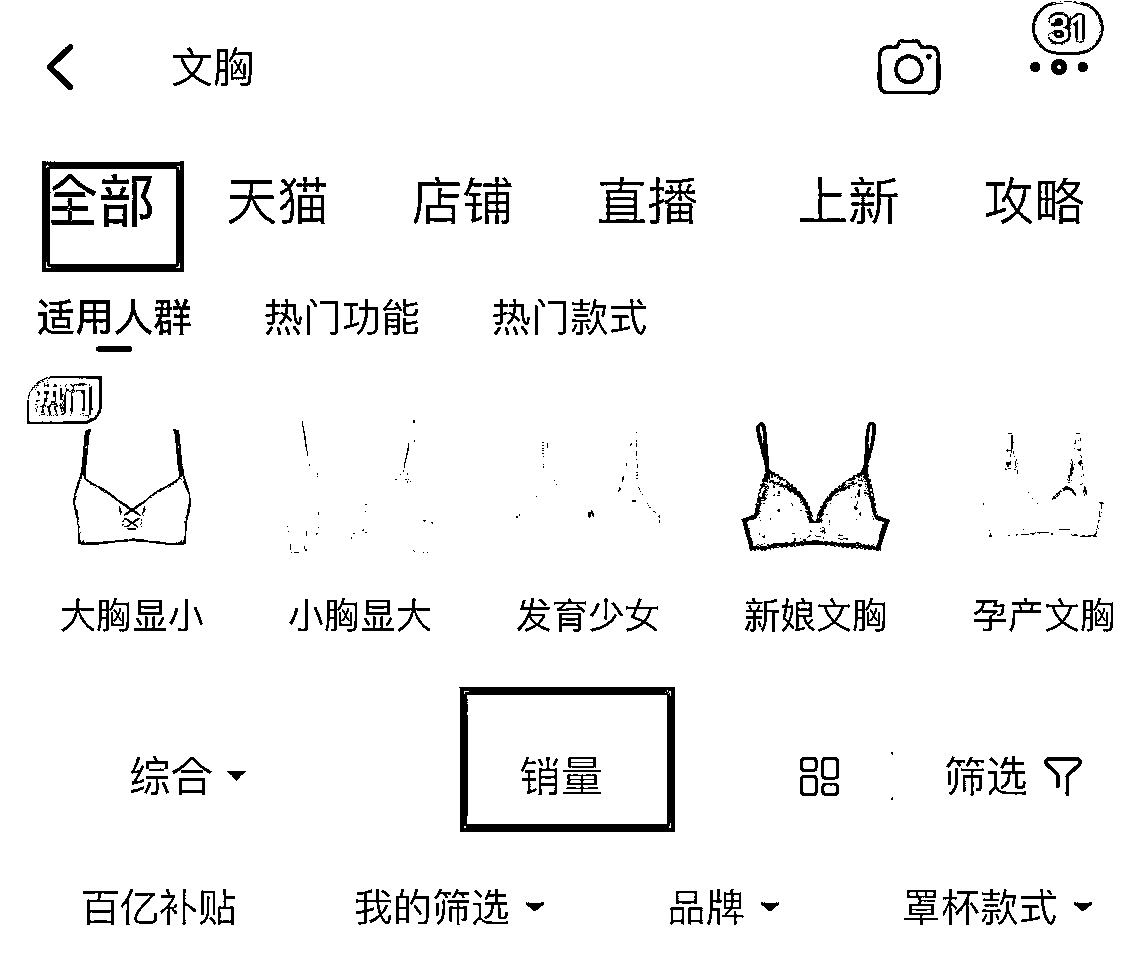 文胸 31
全部 天猫 店铺 直播 上新 攻略
适用人群 热门功能 热门款式
热门
大胸显小 小胸显大 发育少女 新娘文胸 孕产文胸
综合 销量 筛选
百亿补贴 我的筛选 品牌 罩杯款式